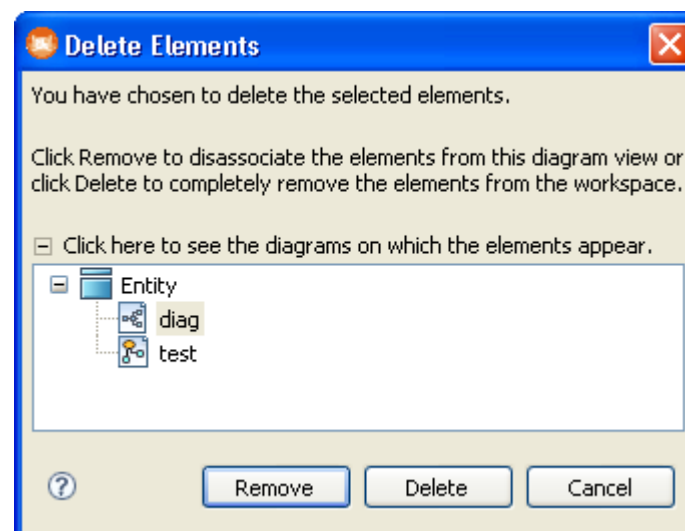 Delete Elements
You have chosen to delete the selected elements.
Click Remove to disassociate the elements from this diagram view or
click Delete to completely remove the elements from the workspace.
Click here to see the diagrams on which the elements appear.
Entity
diag
test
Remove Delete Cancel